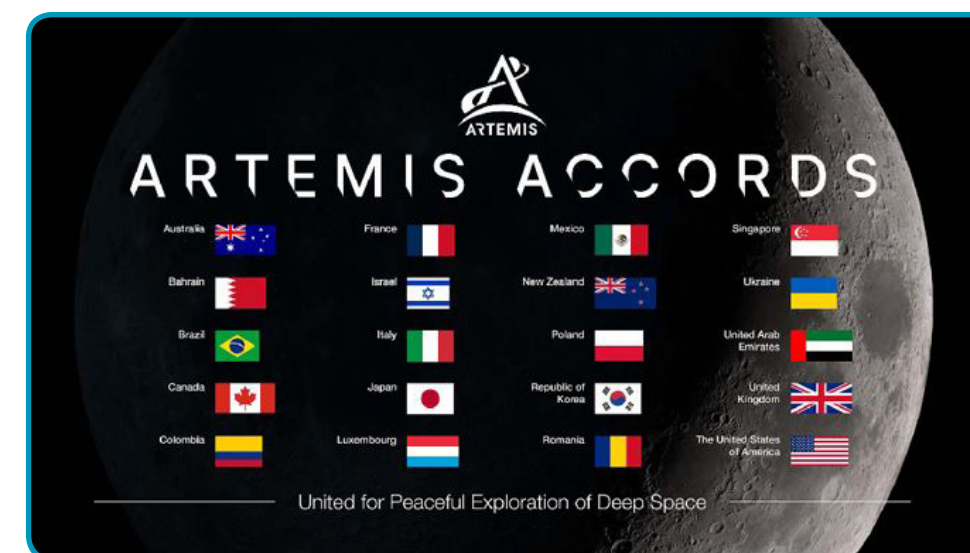 ARTEMIS
ARTEMIS ACCORDS
Australia
France
Mexico
Singapore
Bahrain
Israel
New Zealand
Ukraine
Brazil
Italy
Poland
United Arab
Emirates
Canada
Japan
Republic of
Korea
United
Kingdom
Colombia
Luxembourg
Romania
The United States
of America
United for Peaceful Exploration of Deep Space